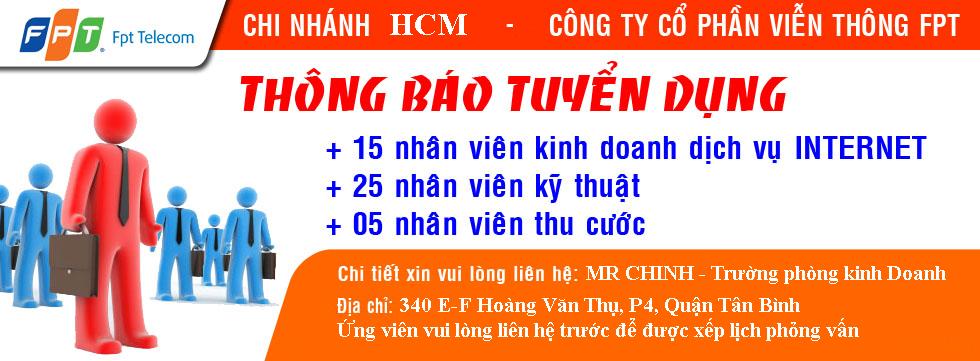 FPT Fpt Telecom
CHI NHÁNH HCM - CÔNG TY CỔ PHẦN VIỄN THÔNG FPT
THÔNG BÁO TUYỂN DỤNG
+ 15 nhân viên kinh doanh dịch vụ INTERNET
+ 25 nhân viên kỹ thuật
+ 05 nhân viên thu cước
Chi tiết xin vui lòng liên hệ: MR CHINH - Trường phòng kinh Doanh
Địa chỉ: 340 E-F Hoàng Văn Thụ, P4, Quận Tân Bình
Ứng viên vui lòng liên hệ trước để được xếp lịch phỏng vấn